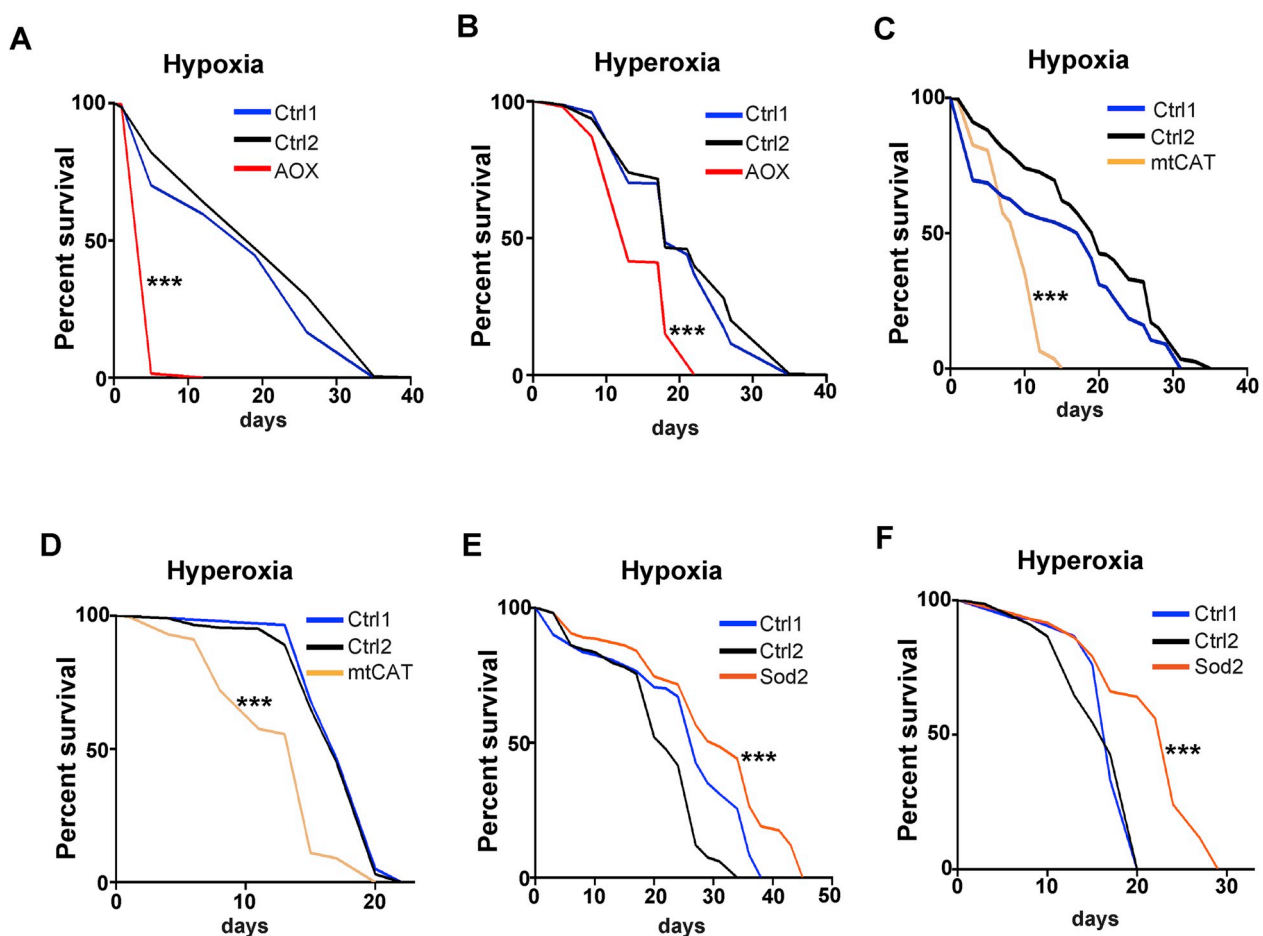 A
Hypoxia
Percent survival
100
50
0
Ctrl1
Ctrl2
AOX
***
0 10 20 30 40
days
B
Hyperoxia
Percent survival
100
50
0
Ctrl1
Ctrl2
AOX
***
0 10 20 30 40
days
C
Hypoxia
Percent survival
100
50
0
Ctrl1
Ctrl2
mtCAT
***
0 10 20 30 40
days
D
Hyperoxia
Percent survival
100
50
0
Ctrl1
Ctrl2
mtCAT
***
0 10 20
days
E
Hypoxia
Percent survival
100
50
0
Ctrl1
Ctrl2
Sod2
***
0 10 20 30 40 50
days
F
Hyperoxia
Percent survival
100
50
0
Ctrl1
Ctrl2
Sod2
***
0 10 20 30
days